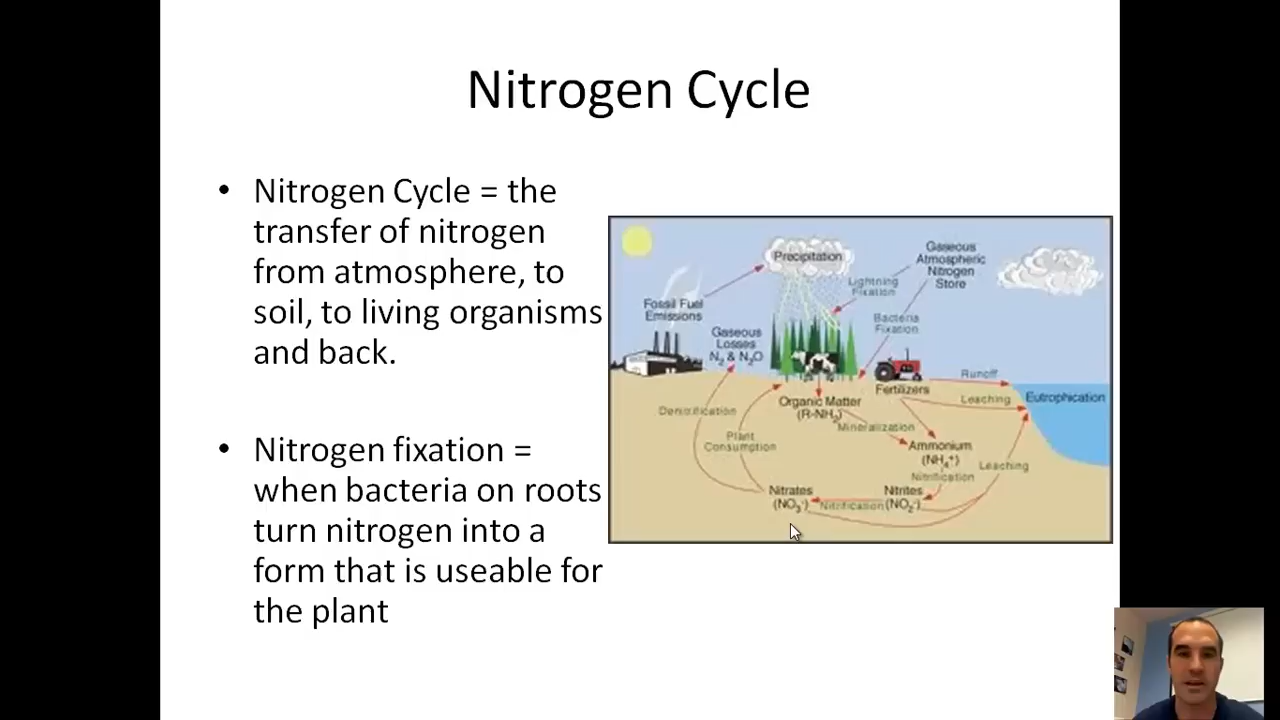 Nitrogen Cycle
• Nitrogen Cycle = the
transfer of nitrogen
from atmosphere, to
soil, to living organisms
and back.
• Nitrogen fixation =
when bacteria on roots
turn nitrogen into a
form that is useable for
the plant
Precipitation
Gaseous
Atmospheric
Nitrogen
Store
Lightning
Fixation
Fossil Fuel
Emissions
Bacteria
Fixation
Gaseous
Losses
N₂ & N₂O
Fertilizers
Runoff
Organic Matter
(R-NH₂)
Leaching
Eutrophication
Denitrification
Plant
Consumption
Mineralization
Ammonium
(NH₄⁺)
Leaching
Nitrification
Nitrates
(NO₃⁻)
Nitrification
Nitrites
(NO₂⁻)